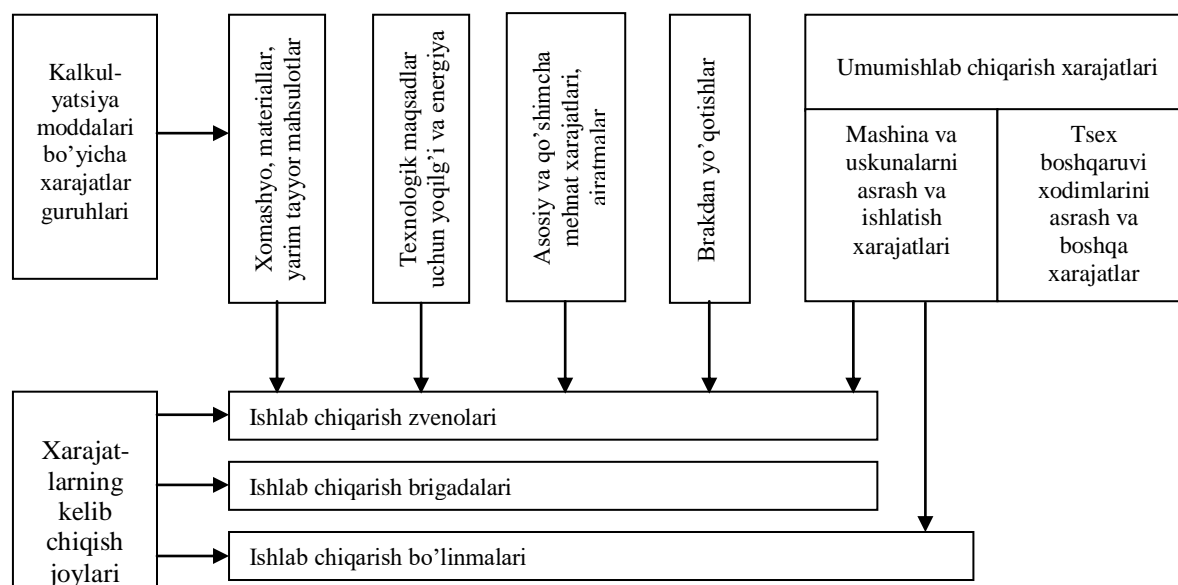 Kalkul-
yatsiya
moddalari
bo’yicha
xarajatlar
guruhlari
Xomashyo, materiallar,
yarim tayyor mahsulotlar
Texnologik maqsadlar
uchun yoqilg’i va energiya
Asosiy va qo’shimcha
mehnat xarajatlari,
airatmalar
Brakdan yo’qotishlar
Umumishlab chiqarish xarajatlari
Mashina va
uskunalarni
asrash va
ishlatish
xarajatlari
Tsex
boshqaruvi
xodimlarini
asrash va
boshqa
xarajatlar
Xarajat-
larning
kelib
chiqish
joylari
Ishlab chiqarish zvenolari
Ishlab chiqarish brigadalari
Ishlab chiqarish bo’linmalari